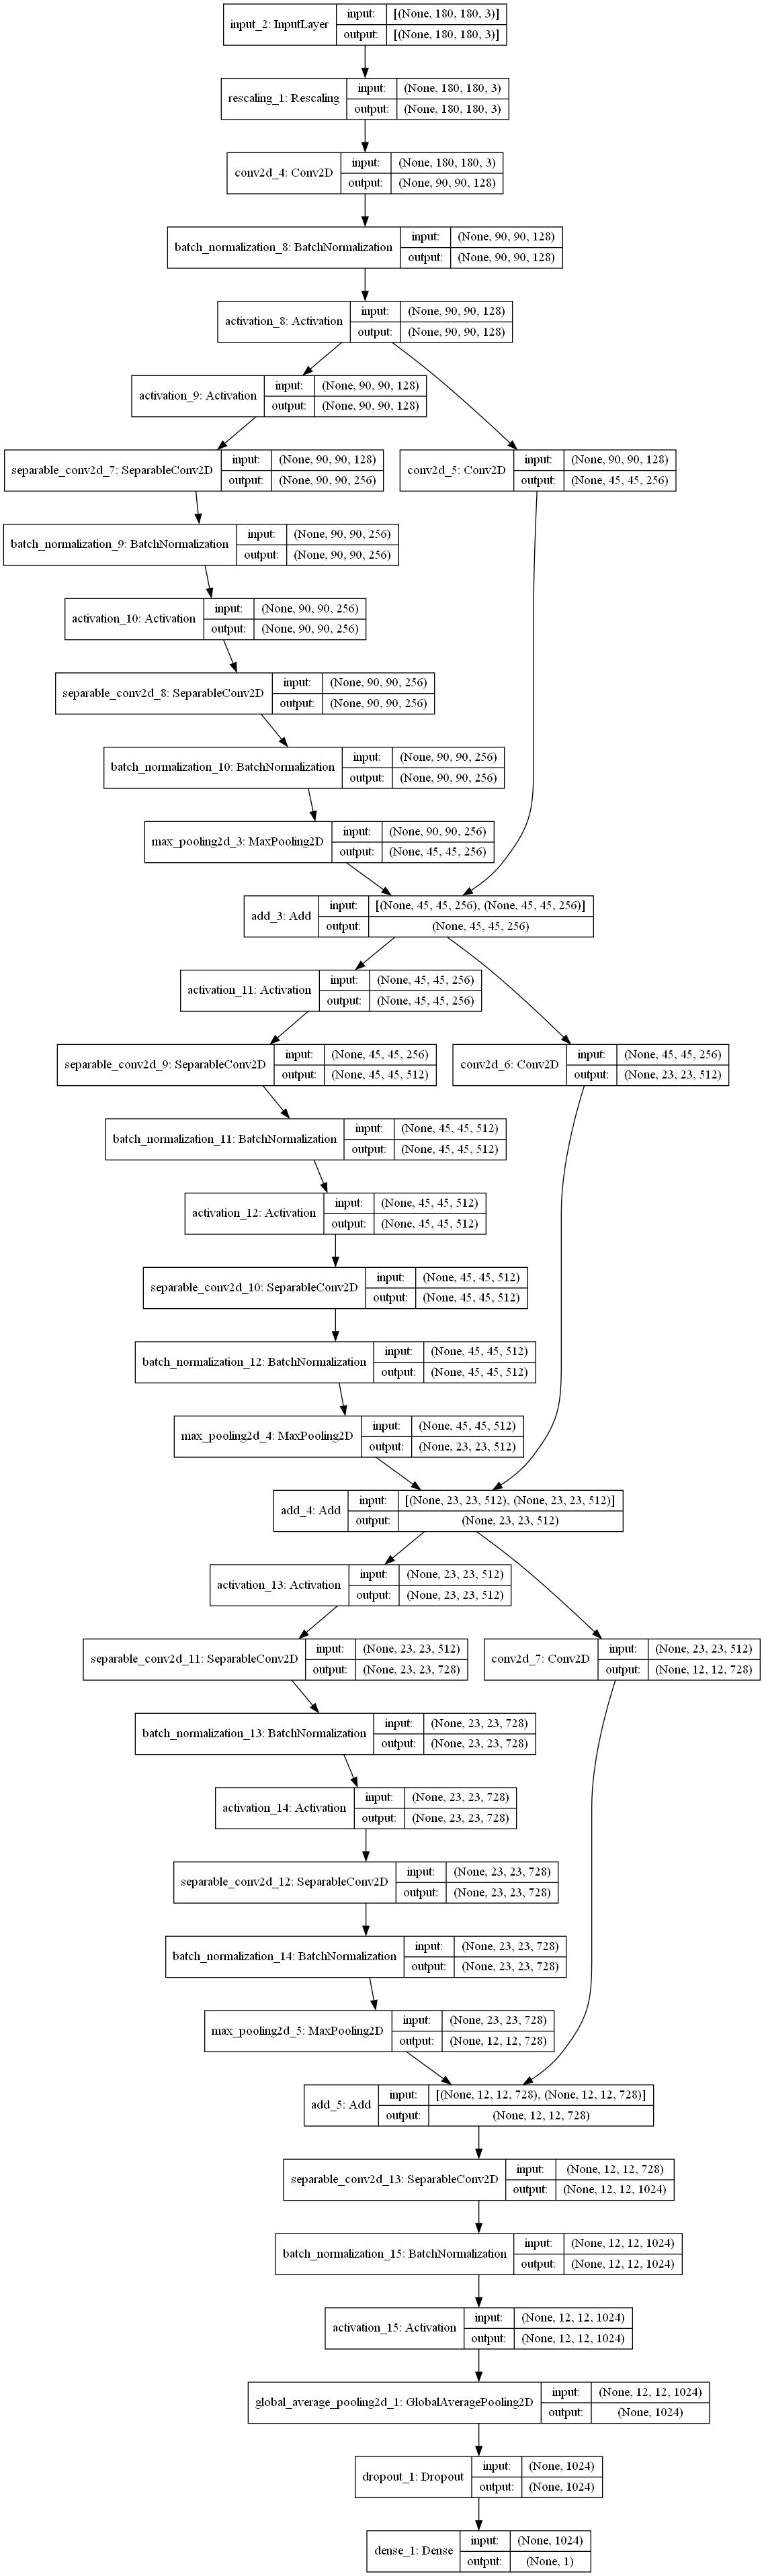 input_2: InputLayer
input: [(None, 180, 180, 3)]
output: [(None, 180, 180, 3)]
rescaling_1: Rescaling
input: (None, 180, 180, 3)
output: (None, 180, 180, 3)
conv2d_4: Conv2D
input: (None, 180, 180, 3)
output: (None, 90, 90, 128)
batch_normalization_8: BatchNormalization
input: (None, 90, 90, 128)
output: (None, 90, 90, 128)
activation_8: Activation
input: (None, 90, 90, 128)
output: (None, 90, 90, 128)
activation_9: Activation
input: (None, 90, 90, 128)
output: (None, 90, 90, 128)
separable_conv2d_7: SeparableConv2D
input: (None, 90, 90, 128)
output: (None, 90, 90, 256)
conv2d_5: Conv2D
input: (None, 90, 90, 128)
output: (None, 45, 45, 256)
batch_normalization_9: BatchNormalization
input: (None, 90, 90, 256)
output: (None, 90, 90, 256)
activation_10: Activation
input: (None, 90, 90, 256)
output: (None, 90, 90, 256)
separable_conv2d_8: SeparableConv2D
input: (None, 90, 90, 256)
output: (None, 90, 90, 256)
batch_normalization_10: BatchNormalization
input: (None, 90, 90, 256)
output: (None, 90, 90, 256)
max_pooling2d_3: MaxPooling2D
input: (None, 90, 90, 256)
output: (None, 45, 45, 256)
add_3: Add
input: [(None, 45, 45, 256), (None, 45, 45, 256)]
output: (None, 45, 45, 256)
activation_11: Activation
input: (None, 45, 45, 256)
output: (None, 45, 45, 256)
separable_conv2d_9: SeparableConv2D
input: (None, 45, 45, 256)
output: (None, 45, 45, 512)
conv2d_6: Conv2D
input: (None, 45, 45, 256)
output: (None, 23, 23, 512)
batch_normalization_11: BatchNormalization
input: (None, 45, 45, 512)
output: (None, 45, 45, 512)
activation_12: Activation
input: (None, 45, 45, 512)
output: (None, 45, 45, 512)
separable_conv2d_10: SeparableConv2D
input: (None, 45, 45, 512)
output: (None, 45, 45, 512)
batch_normalization_12: BatchNormalization
input: (None, 45, 45, 512)
output: (None, 45, 45, 512)
max_pooling2d_4: MaxPooling2D
input: (None, 45, 45, 512)
output: (None, 23, 23, 512)
add_4: Add
input: [(None, 23, 23, 512), (None, 23, 23, 512)]
output: (None, 23, 23, 512)
activation_13: Activation
input: (None, 23, 23, 512)
output: (None, 23, 23, 512)
separable_conv2d_11: SeparableConv2D
input: (None, 23, 23, 512)
output: (None, 23, 23, 728)
conv2d_7: Conv2D
input: (None, 23, 23, 512)
output: (None, 12, 12, 728)
batch_normalization_13: BatchNormalization
input: (None, 23, 23, 728)
output: (None, 23, 23, 728)
activation_14: Activation
input: (None, 23, 23, 728)
output: (None, 23, 23, 728)
separable_conv2d_12: SeparableConv2D
input: (None, 23, 23, 728)
output: (None, 23, 23, 728)
batch_normalization_14: BatchNormalization
input: (None, 23, 23, 728)
output: (None, 23, 23, 728)
max_pooling2d_5: MaxPooling2D
input: (None, 23, 23, 728)
output: (None, 12, 12, 728)
add_5: Add
input: [(None, 12, 12, 728), (None, 12, 12, 728)]
output: (None, 12, 12, 728)
separable_conv2d_13: SeparableConv2D
input: (None, 12, 12, 728)
output: (None, 12, 12, 1024)
batch_normalization_15: BatchNormalization
input: (None, 12, 12, 1024)
output: (None, 12, 12, 1024)
activation_15: Activation
input: (None, 12, 12, 1024)
output: (None, 12, 12, 1024)
global_average_pooling2d_1: GlobalAveragePooling2D
input: (None, 12, 12, 1024)
output: (None, 1024)
dropout_1: Dropout
input: (None, 1024)
output: (None, 1024)
dense_1: Dense
input: (None, 1024)
output: (None, 1)